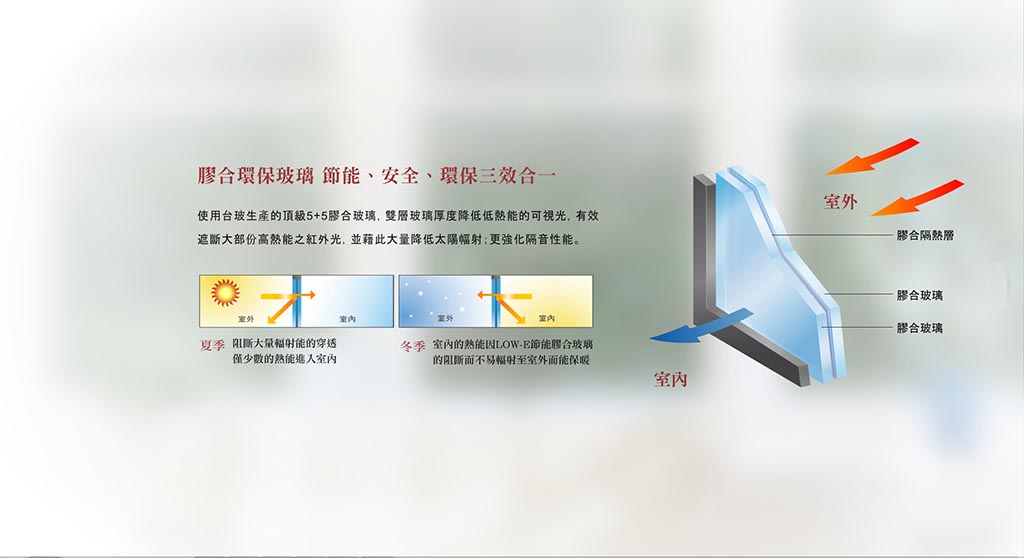 膠合環保玻璃 節能、安全、環保三效合一
使用台玻生產的頂級5+5膠合玻璃，雙層玻璃厚度降低低熱能的可視光，有效
遮斷大部份高熱能之紅外光，並藉此大量降低太陽幅射；更強化隔音性能。
室外
室內
室外
室內
夏季
阻斷大量輻射能的穿透
僅少數的熱能進入室內
冬季
室內的熱能因LOW-E節能膠合玻璃
的阻斷而不易輻射至室外而能保暖
室外
膠合隔熱層
膠合玻璃
膠合玻璃
室內